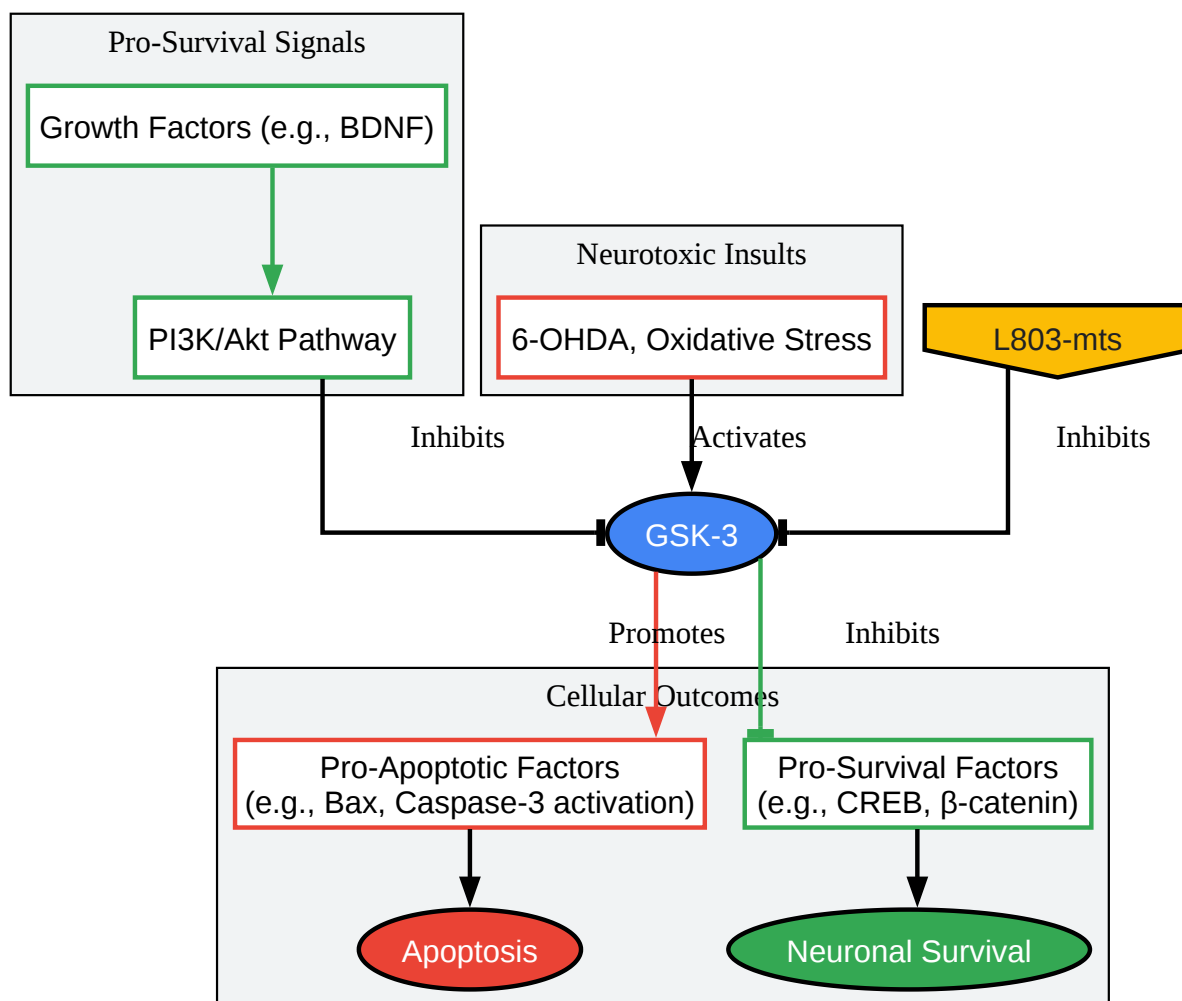 Pro-Survival Signals
Growth Factors (e.g., BDNF)
Neurotoxic Insults
PI3K/Akt Pathway
6-OHDA, Oxidative Stress
L803-mts
Inhibits
Activates
Inhibits
GSK-3
Promotes
Inhibits
Cellular Outcomes
Pro-Apoptotic Factors
(e.g., Bax, Caspase-3 activation)
Pro-Survival Factors
(e.g., CREB, β-catenin)
Apoptosis
Neuronal Survival